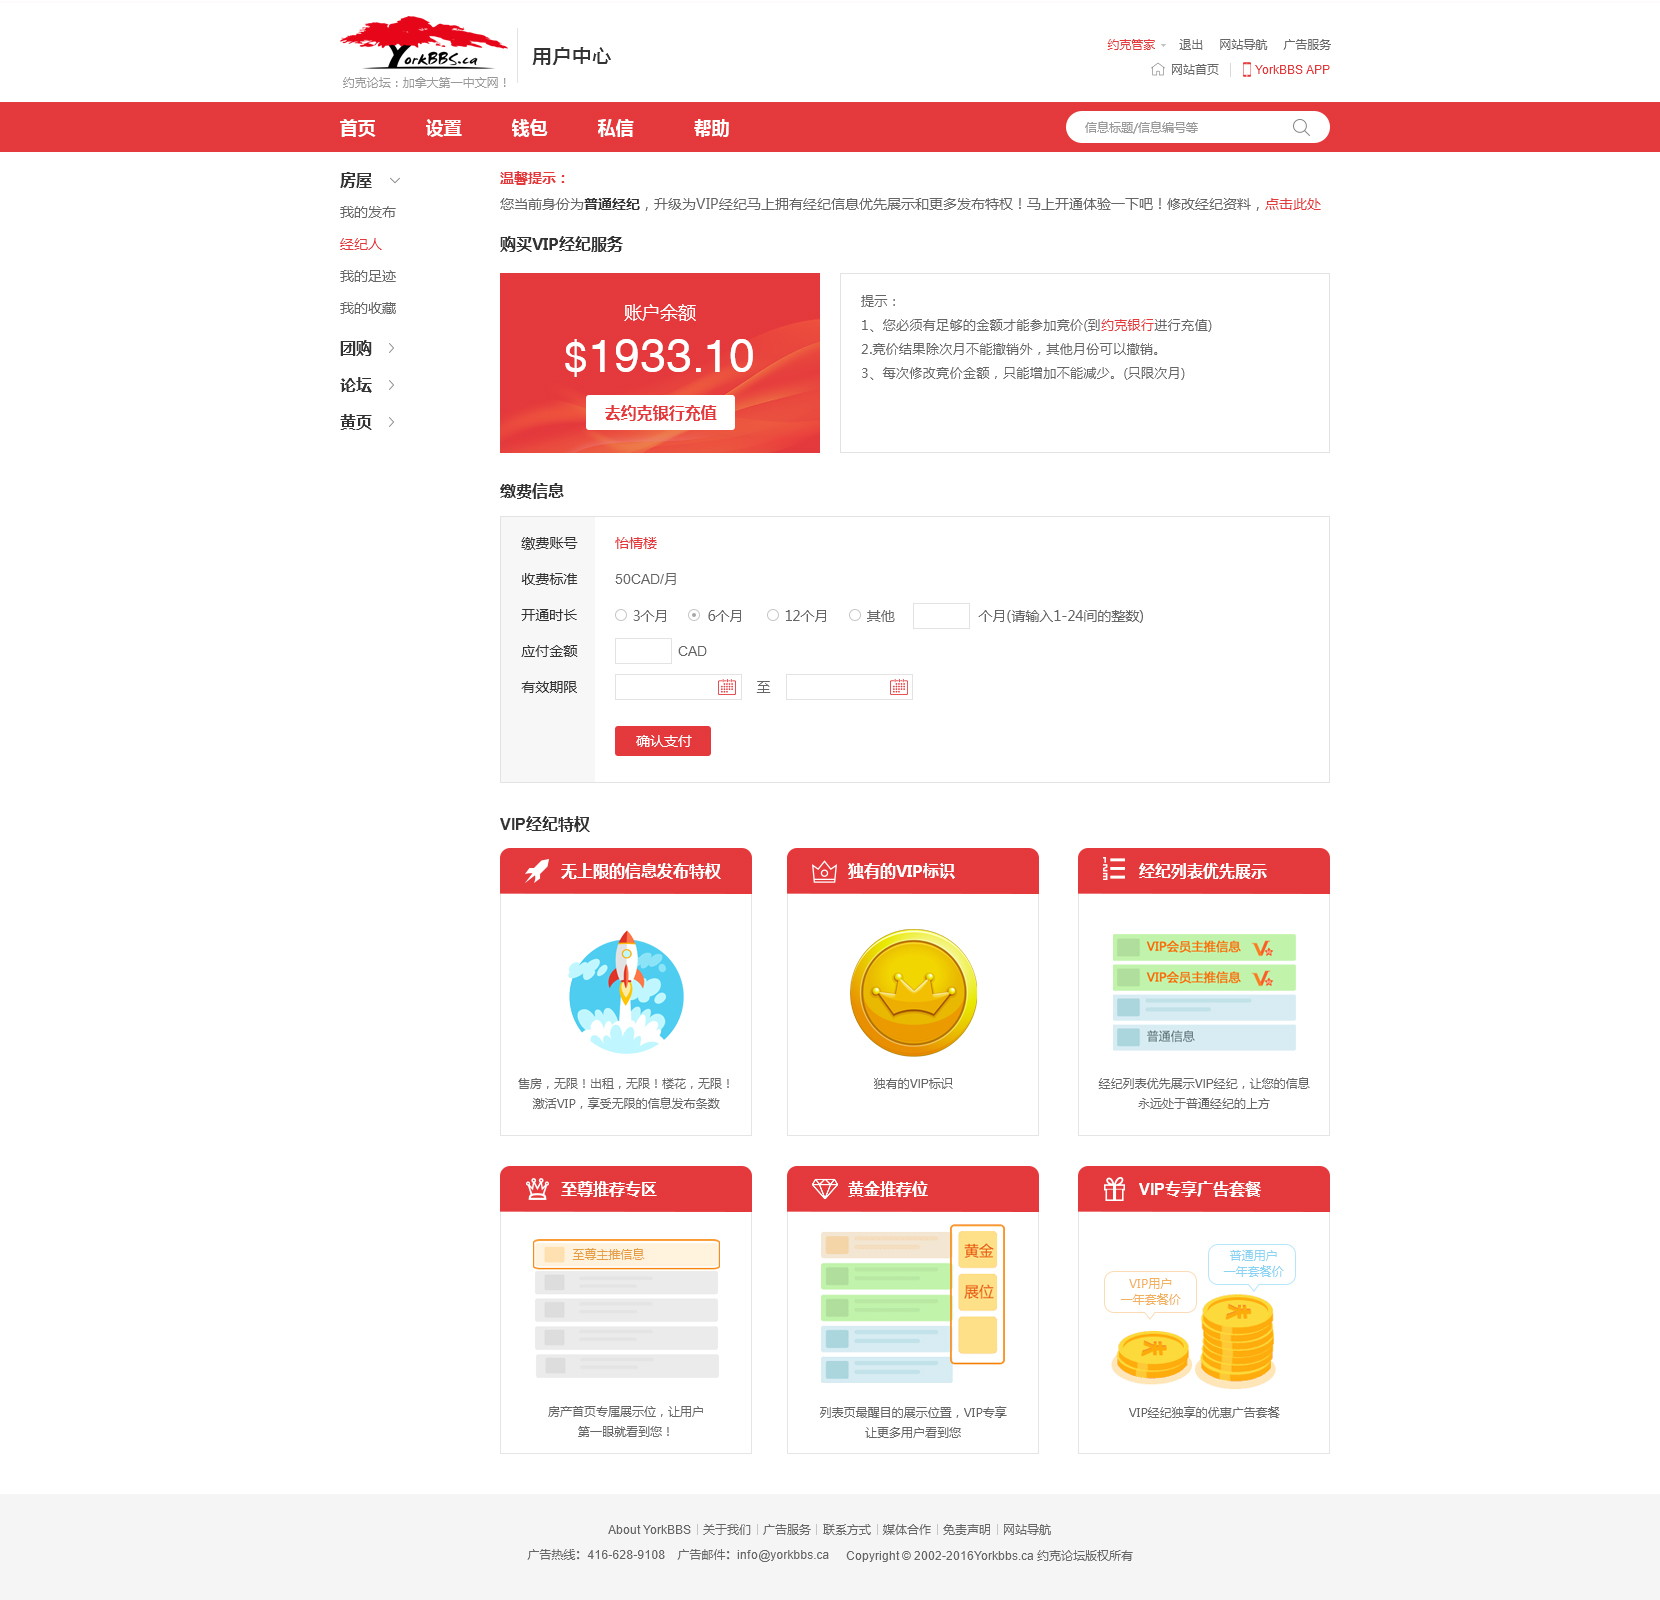 YorkBBS.ca
约克论坛：加拿大第一中文网！
用户中心
约克管家 退出 网站导航 广告服务
网站首页 YorkBBS APP
首页 设置 钱包 私信 帮助
信息标题/信息编号等
房屋
我的发布
经纪人
我的足迹
我的收藏
团购
论坛
黄页
温馨提示：
您当前身份为普通经纪，升级为VIP经纪马上拥有经纪信息优先展示和更多发布特权！马上开通体验一下吧！修改经纪资料，点击此处
购买VIP经纪服务
账户余额
$1933.10
去约克银行充值
提示：
1、您必须有足够的金额才能参加竞价(到约克银行进行充值)
2.竞价结果除次月不能撤销外，其他月份可以撤销。
3、每次修改竞价金额，只能增加不能减少。(只限次月)
缴费信息
缴费账号 怡情楼
收费标准 50CAD/月
开通时长 3个月 6个月 12个月 其他 个月(请输入1-24间的整数)
应付金额 CAD
有效期限 至
确认支付
VIP经纪特权
无上限的信息发布特权
售房，无限！出租，无限！楼花，无限！
激活VIP，享受无限的信息发布条数
独有的VIP标识
独有的VIP标识
经纪列表优先展示
VIP会员主推信息
VIP会员主推信息
普通信息
经纪列表优先展示VIP经纪，让您的信息
永远处于普通经纪的上方
至尊推荐专区
至尊主推信息
房产首页专属展示位，让用户
第一眼就看到您！
黄金推荐位
黄金
展位
列表页最醒目的展示位置，VIP专享
让更多用户看到您
VIP专享广告套餐
普通用户
一年套餐价
VIP用户
一年套餐价
VIP经纪独享的优惠广告套餐
About YorkBBS 关于我们 广告服务 联系方式 媒体合作 免责声明 网站导航
广告热线：416-628-9108 广告邮件：info@yorkbbs.ca Copyright © 2002-2016Yorkbbs.ca 约克论坛版权所有